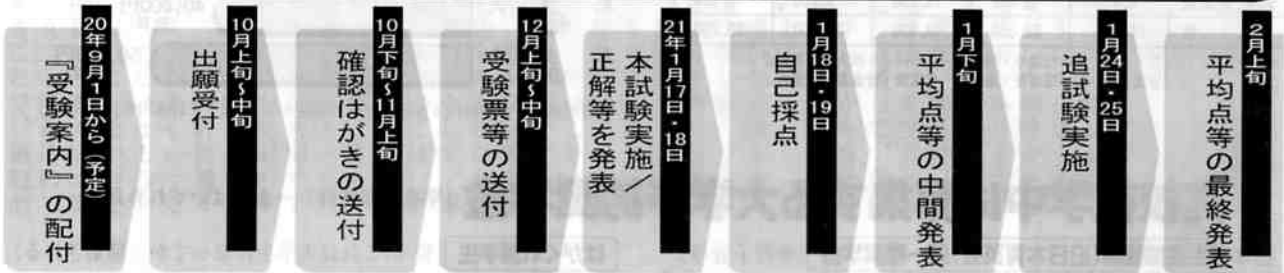 20年9月1日から（予定）
『受験案内』の配付
10月上旬～中旬
出願受付
10月下旬～11月上旬
確認はがきの送付
12月上旬～中旬
受験票等の送付
21年1月17日・18日
本試験実施／
正解等を発表
1月18日・19日
自己採点
1月下旬
平均点等の中間発表
1月24日・25日
追試験実施
2月上旬
平均点等の最終発表